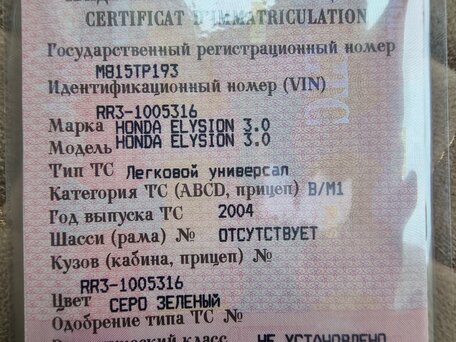 CERTIFICAT D'IMMATRICULATION
Государственный регистрационный номер
М815ТР193
Идентификационный номер (VIN)
RR3-1005316
Марка HONDA ELYSION 3.0
Модель HONDA ELYSION 3.0
Тип ТС Легковой универсал
Категория ТС (ABCD, прицеп) B/M1
Год выпуска ТС 2004
Шасси (рама) № ОТСУТСТВУЕТ
Кузов (кабина, прицеп) №
RR3-1005316
Цвет СЕРО ЗЕЛЕНЫЙ
Одобрение типа ТС №
класс НЕ УСТАНОВЛЕНО